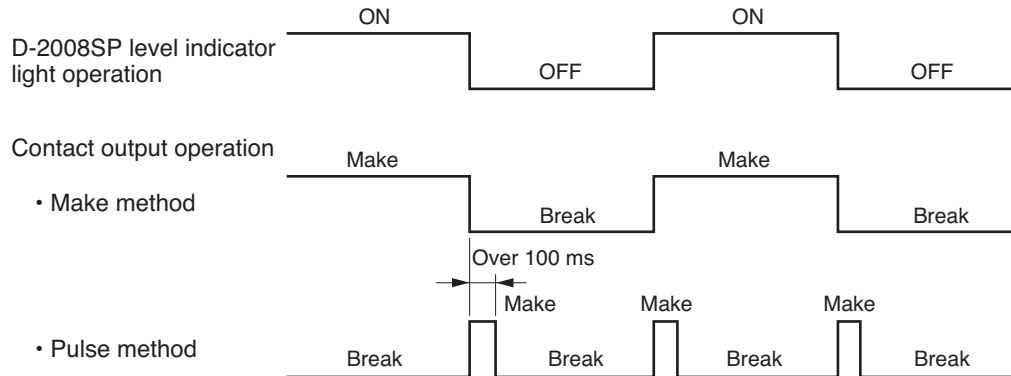 ON ON
D-2008SP level indicator
light operation
OFF OFF
Contact output operation
Make Make
• Make method
Break Break
Over 100 ms
Make Make Make
• Pulse method
Break Break Break Break